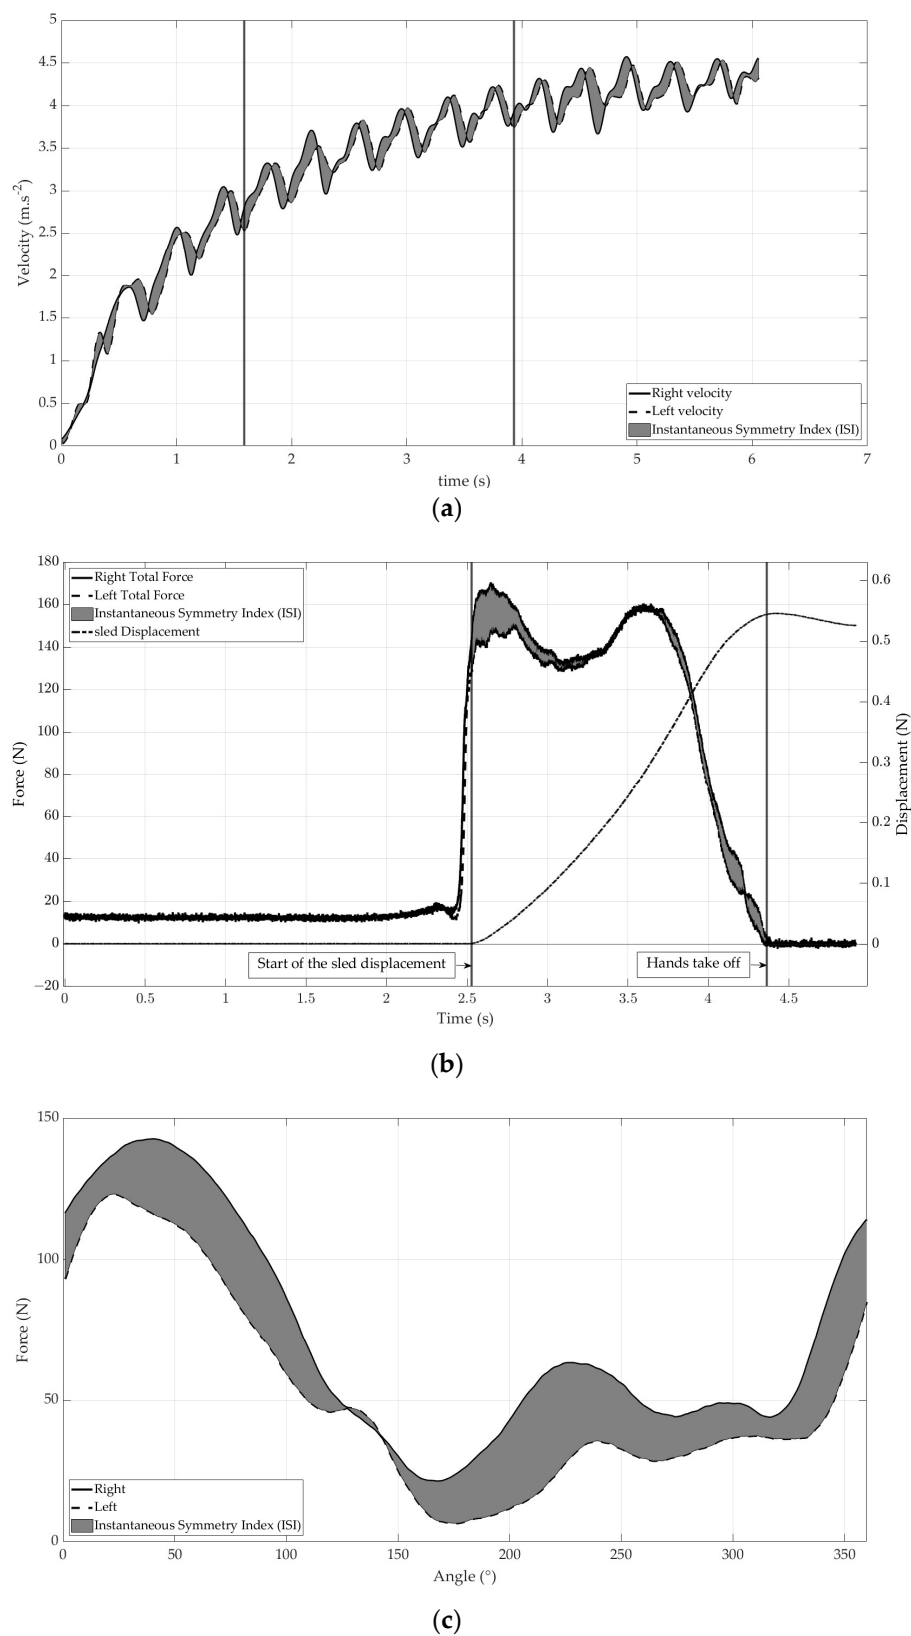 5
4.5
4
3.5
3
2.5
2
1.5
1
0.5
0
Velocity (m.s-2)
Right velocity
Left velocity
Instantaneous Symmetry Index (ISI)
0 1 2 3 4 5 6 7
time (s)
(a)
180
160
140
120
100
80
60
40
20
0
−20
Force (N)
Right Total Force
Left Total Force
Instantaneous Symmetry Index (ISI)
sled Displacement
0.6
0.5
0.4
0.3
0.2
0.1
0
Displacement (N)
Start of the sled displacement
Hands take off
0 0.5 1 1.5 2 2.5 3 3.5 4 4.5
Time (s)
(b)
150
100
50
0
Force (N)
Right
Left
Instantaneous Symmetry Index (ISI)
0 50 100 150 200 250 300 350
Angle (°)
(c)